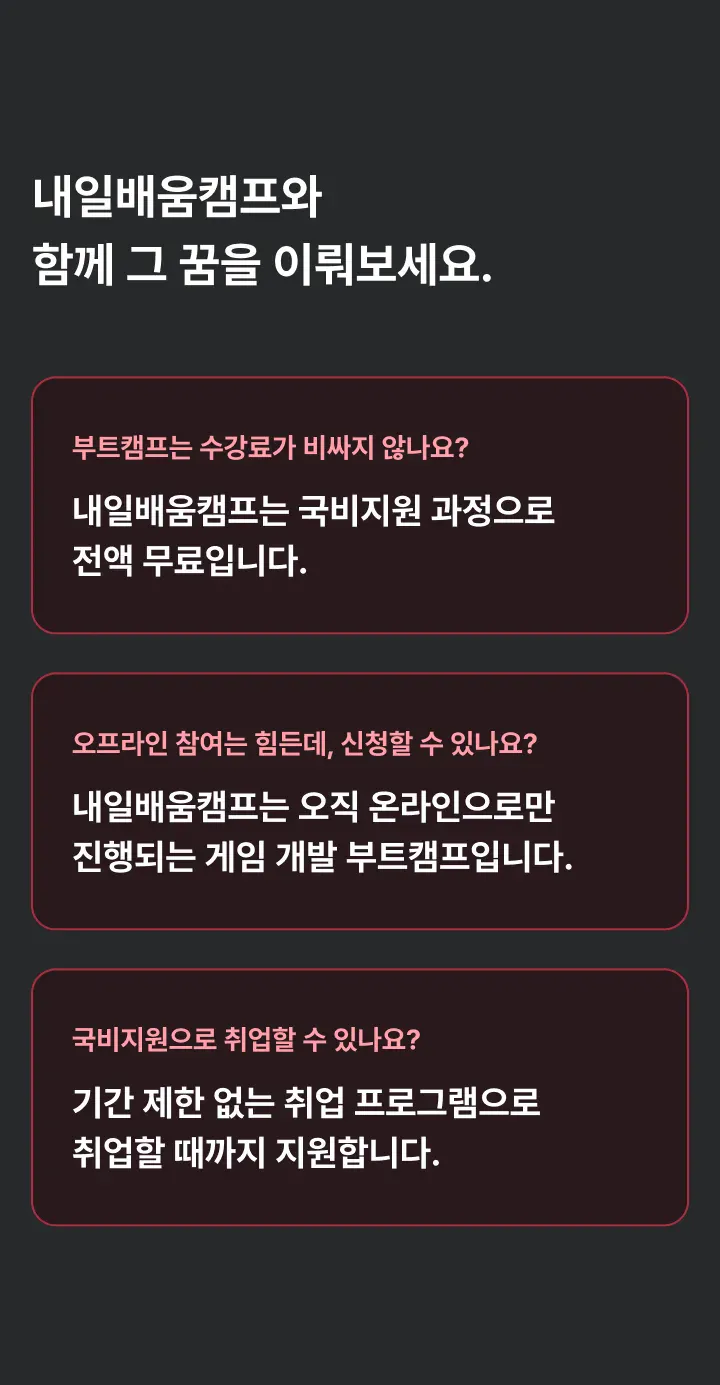 내일배움캠프와
함께 그 꿈을 이뤄보세요.
부트캠프는 수강료가 비싸지 않나요?
내일배움캠프는 국비지원 과정으로
전액 무료입니다.
오프라인 참여는 힘든데, 신청할 수 있나요?
내일배움캠프는 오직 온라인으로만
진행되는 게임 개발 부트캠프입니다.
국비지원으로 취업할 수 있나요?
기간 제한 없는 취업 프로그램으로
취업할 때까지 지원합니다.